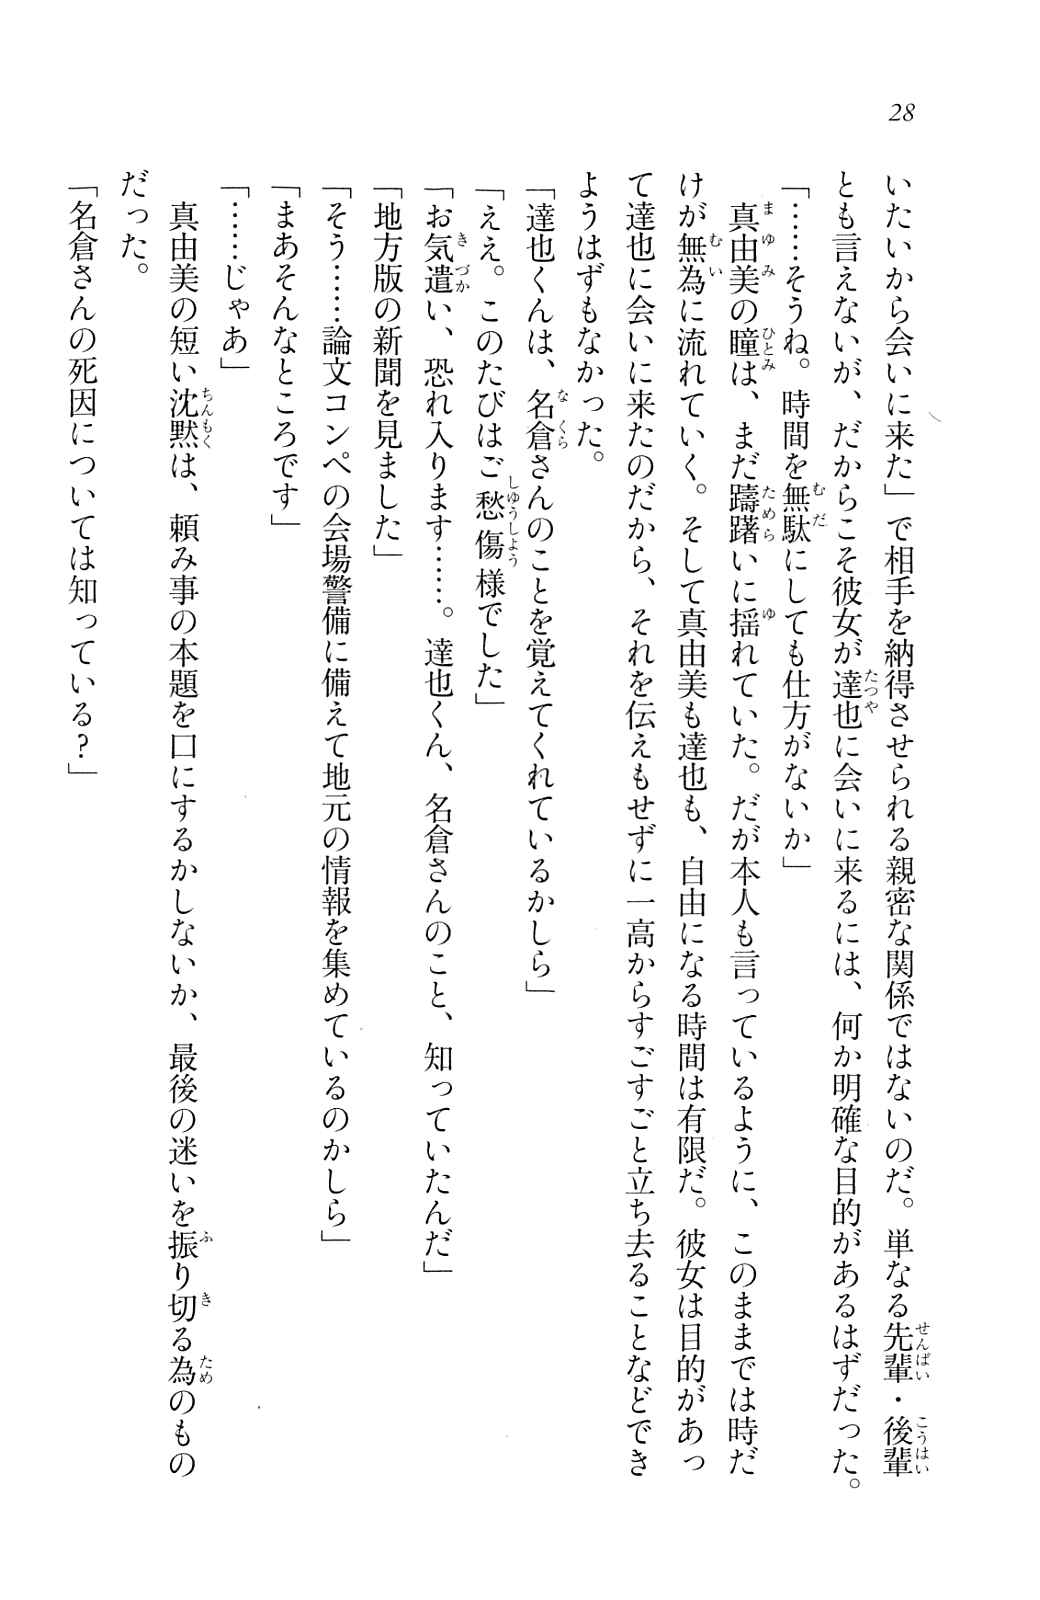 28
いたいから会いに来た」で相手を納得させられる親密な関係ではないのだ。単なる先輩・後輩
とも言えないが、だからこそ彼女が達也に会いに来るには、何か明確な目的があるはずだった。
「……そうね。時間を無駄にしても仕方がないか」
　真由美の瞳は、まだ躊躇いに揺れていた。だが本人も言っているように、このままでは時だ
けが無為に流れていく。そして真由美も達也も、自由になる時間は有限だ。彼女は目的があっ
て達也に会いに来たのだから、それを伝えもせずに一高からすごすごと立ち去ることなどでき
ようはずもなかった。
「達也くんは、名倉さんのことを覚えてくれているかしら」
「ええ。このたびはご愁傷様でした」
「お気遣い、恐れ入ります……。達也くん、名倉さんのこと、知っていたんだ」
「地方版の新聞を見ました」
「そう……論文コンペの会場警備に備えて地元の情報を集めているのかしら」
「まあそんなところです」
「……じゃあ」
　真由美の短い沈黙は、頼み事の本題を口にするかしないか、最後の迷いを振り切る為のもの
だった。
「名倉さんの死因については知っている？」